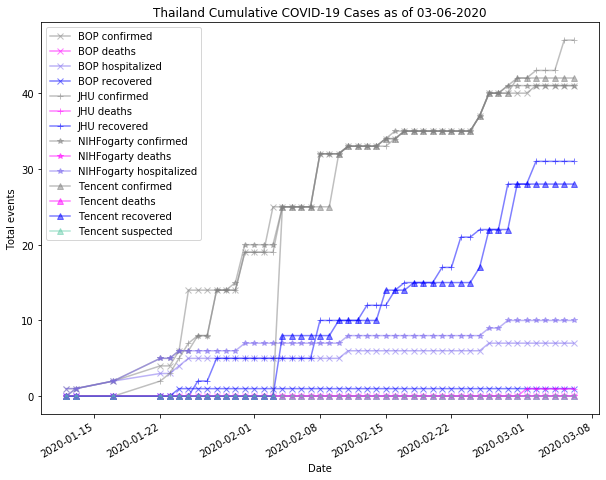 Thailand Cumulative COVID-19 Cases as of 03-06-2020
BOP confirmed
BOP deaths
BOP hospitalized
BOP recovered
JHU confirmed
JHU deaths
JHU recovered
NIHFogarty confirmed
NIHFogarty deaths
NIHFogarty hospitalized
Tencent confirmed
Tencent deaths
Tencent recovered
Tencent suspected
Total events
40
30
20
10
0
2020-01-15
2020-01-22
2020-02-01
2020-02-08
2020-02-15
2020-02-22
2020-03-01
2020-03-08
Date